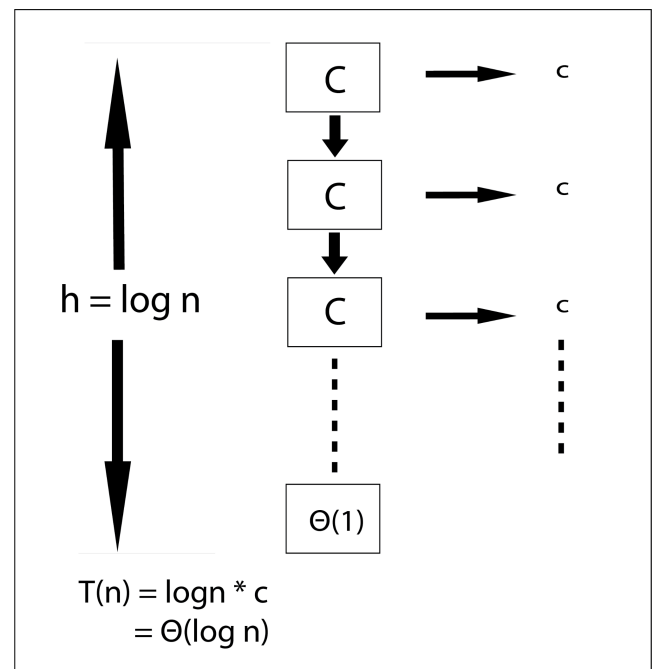 C c
C c
h = log n
C c
Θ(1)
T(n) = logn * c
= Θ(log n)